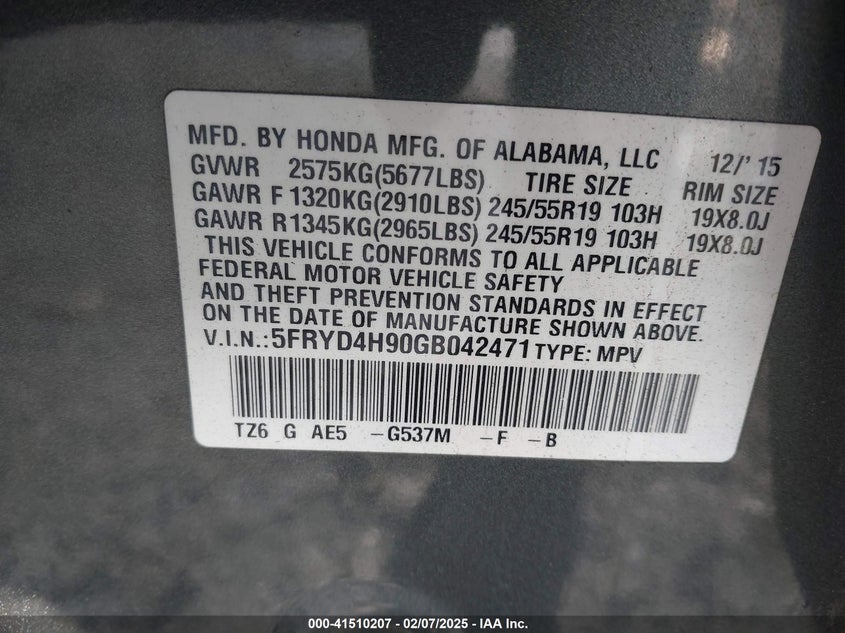 MFD. BY HONDA MFG. OF ALABAMA, LLC 12/' 15
GVWR 2575KG(5677LBS) TIRE SIZE RIM SIZE
GAWR F 1320KG(2910LBS) 245/55R19 103H 19X8.0J
GAWR R1345KG(2965LBS) 245/55R19 103H 19X8.0J
THIS VEHICLE CONFORMS TO ALL APPLICABLE
FEDERAL MOTOR VEHICLE SAFETY
AND THEFT PREVENTION STANDARDS IN EFFECT
ON THE DATE OF MANUFACTURE SHOWN ABOVE.
V.I.N.:5FRYD4H90GB042471 TYPE: MPV
TZ6 G AE5 -G537M -F -B
000-41510207 - 02/07/2025 - IAA Inc.